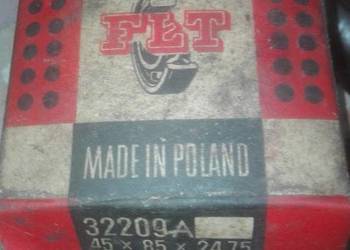 FŁT
MADE IN POLAND
32209A
45 x 85 x 24.75